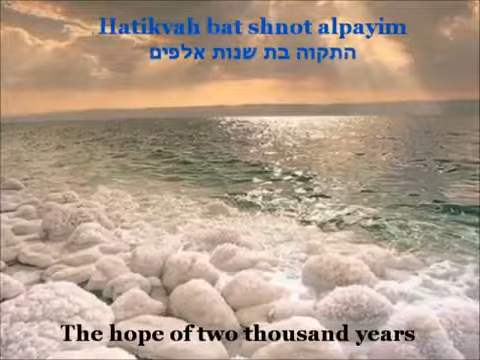 Hatikvah bat shnot alpayim
התקוה בת שנות אלפים
The hope of two thousand years